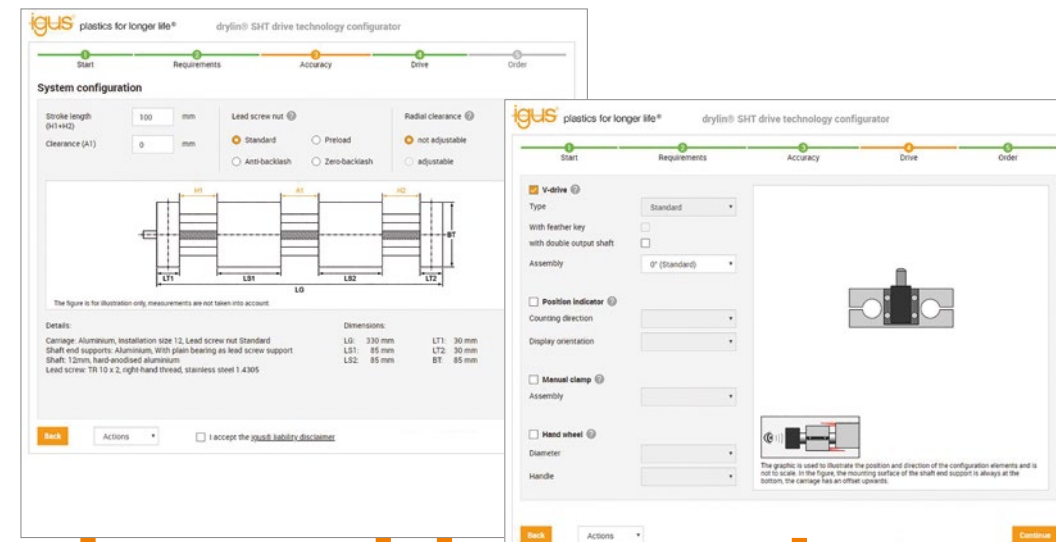 igus plastics for longer life® drylin® SHT drive technology configurator
1 2 3 4 5
Start Requirements Accuracy Drive Order
System configuration
Stroke length 100 mm Lead screw nut ? Radial clearance ?
(H1+H2)
Standard Preload not adjustable
Clearance (A1) 0 mm
Anti-backlash Zero-backlash adjustable
H1 A1 H2
BT
LT1 LS1 LS2 LT2
LG
The figure is for illustration only, measurements are not taken into account.
Details: Dimensions:
Carriage: Aluminium, Installation size 12, Lead screw nut Standard LG: 330 mm LT1: 30 mm
Shaft end supports: Aluminium, With plain bearing as lead screw support LS1: 85 mm LT2: 30 mm
Shaft: 12mm, hard-anodised aluminium LS2: 85 mm BT: 85 mm
Lead screw: TR 10 x 2, right-hand thread, stainless steel 1.4305
Back Actions I accept the igus® liability disclaimer
igus plastics for longer life® drylin® SHT drive technology configurator
1 2 3 4 5
Start Requirements Accuracy Drive Order
V-drive ?
Type Standard
With feather key
with double output shaft
Assembly 0° (Standard)
Position indicator ?
Counting direction
Display orientation
Manual clamp ?
Assembly
Hand wheel ?
Diameter
Handle
The graphic is used to illustrate the position and direction of the configuration elements and is
not to scale. In the figure, the mounting surface of the shaft end support is always at the
bottom, the carriage has an offset upwards.
Back Actions Continue